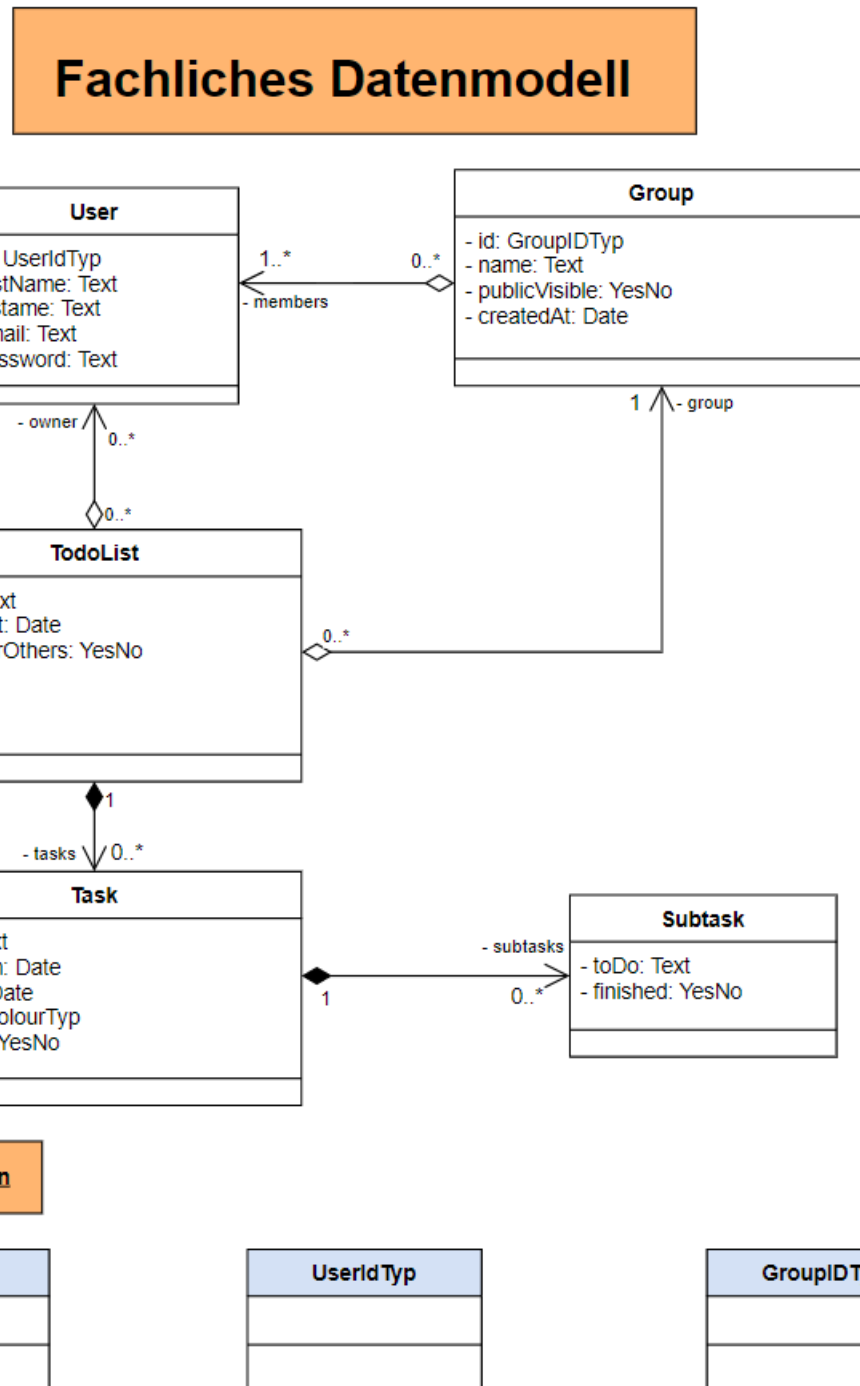 Fachliches Datenmodell
User
UserIdTyp
stName: Text
stame: Text
nail: Text
ssword: Text
Group
- id: GroupIDTyp
- name: Text
- publicVisible: YesNo
- createdAt: Date
1..*
0..*
- members
- owner
0..*
0..*
1
- group
TodoList
xt
t: Date
rOthers: YesNo
0..*
1
- tasks
0..*
Task
xt
n: Date
Date
olourTyp
YesNo
1
- subtasks
0..*
Subtask
- toDo: Text
- finished: YesNo
n
UserIdTyp
GroupIDT